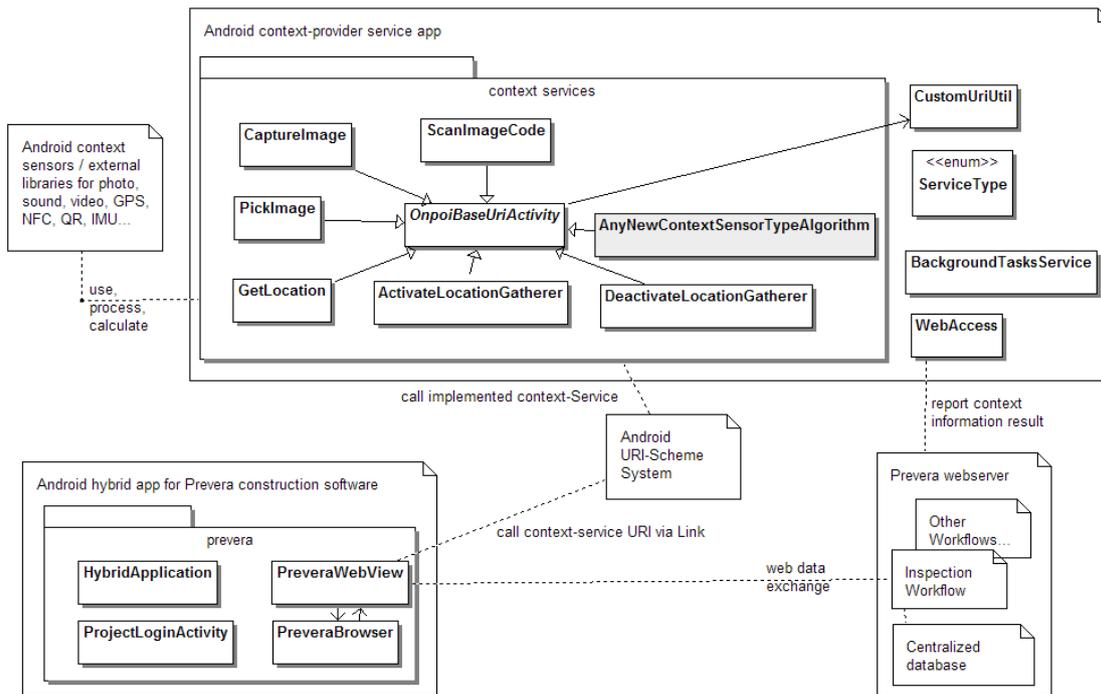 Android context-provider service app
context services
CustomUriUtil
CaptureImage
ScanImageCode
<<enum>>
ServiceType
Android context
sensors / external
libraries for photo,
sound, video, GPS,
NFC, QR, IMU...
PickImage
OnpoiBaseUriActivity
AnyNewContextSensorTypeAlgorithm
BackgroundTasksService
GetLocation
ActivateLocationGatherer
DeactivateLocationGatherer
use,
process,
calculate
WebAccess
call implemented context-Service
report context
information result
Android
URI-Scheme
System
Android hybrid app for Prevera construction software
Prevera webserver
prevera
call context-service URI via Link
Other
Workflows...
HybridApplication
PreveraWebView
web data
exchange
Inspection
Workflow
ProjectLoginActivity
PreveraBrowser
Centralized
database